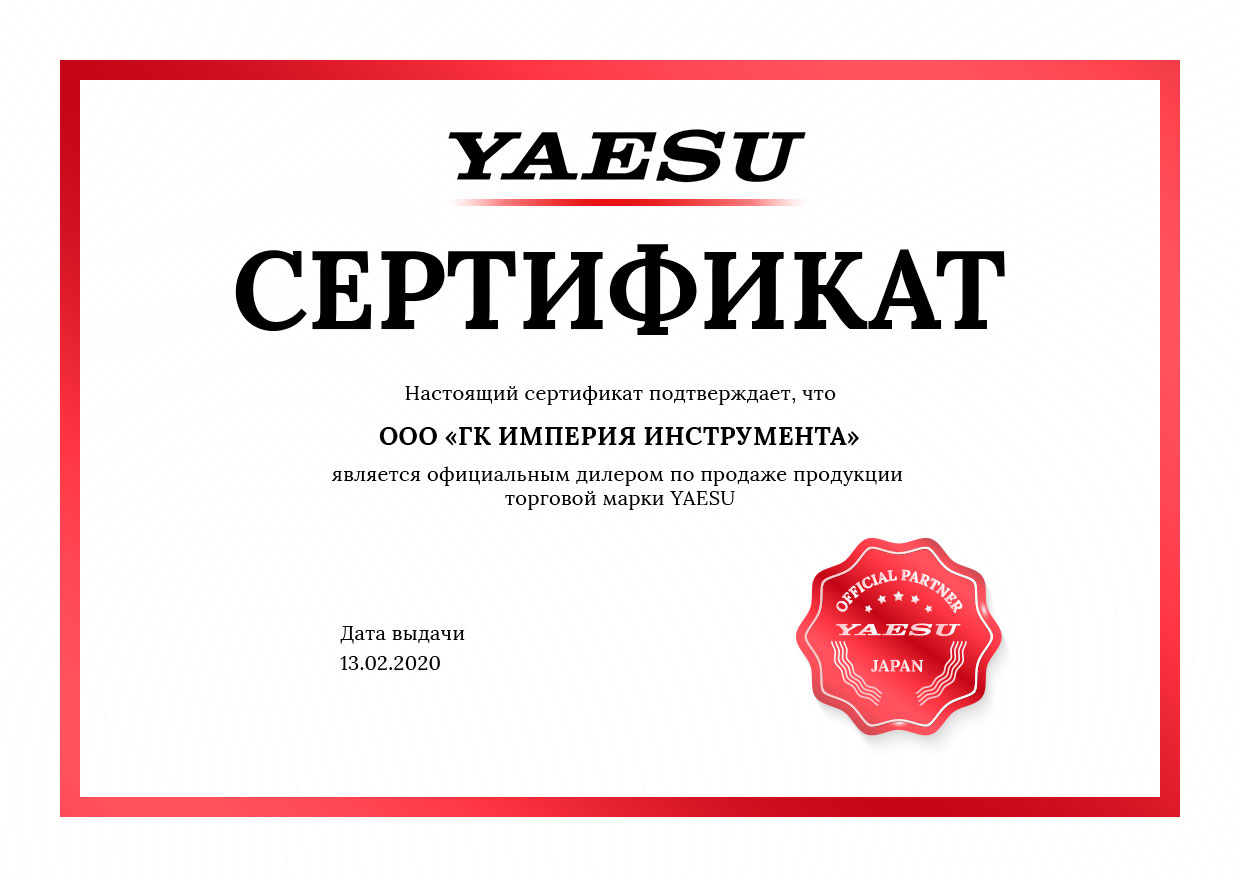 YAESU
СЕРТИФИКАТ
Настоящий сертификат подтверждает, что
ООО «ГК ИМПЕРИЯ ИНСТРУМЕНТА»
является официальным дилером по продаже продукции
торговой марки YAESU
OFFICIAL PARTNER
YAESU
JAPAN
Дата выдачи
13.02.2020